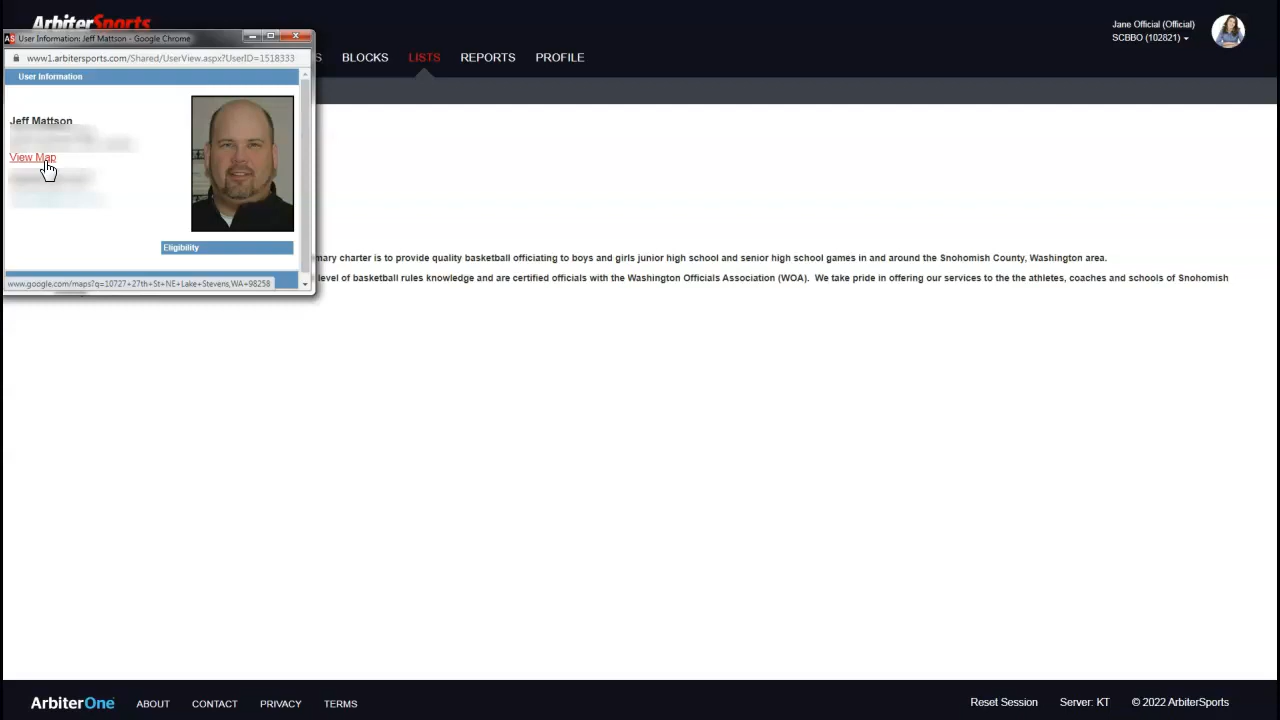 ArbiterSports
Jane Official (Official)
SCBBO (102821)
AS User Information: Jeff Mattson - Google Chrome
www1.arbitersports.com/Shared/UserView.aspx?UserID=1518333
S BLOCKS LISTS REPORTS PROFILE
User Information
Jeff Mattson
View Map
Eligibility
mary charter is to provide quality basketball officiating to boys and girls junior high school and senior high school games in and around the Snohomish County, Washington area.
level of basketball rules knowledge and are certified officials with the Washington Officials Association (WOA). We take pride in offering our services to the the athletes, coaches and schools of Snohomish
www.google.com/maps?q=10727+27th+St+NE+Lake+Stevens,WA+98258
ArbiterOne ABOUT CONTACT PRIVACY TERMS
Reset Session Server: KT © 2022 ArbiterSports